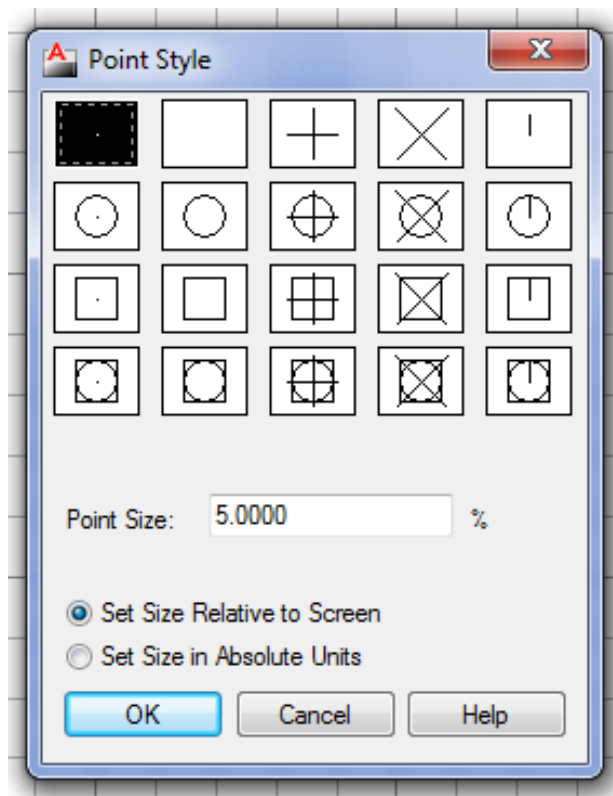 Point Style
Point Size: 5.0000 %
Set Size Relative to Screen
Set Size in Absolute Units
OK Cancel Help